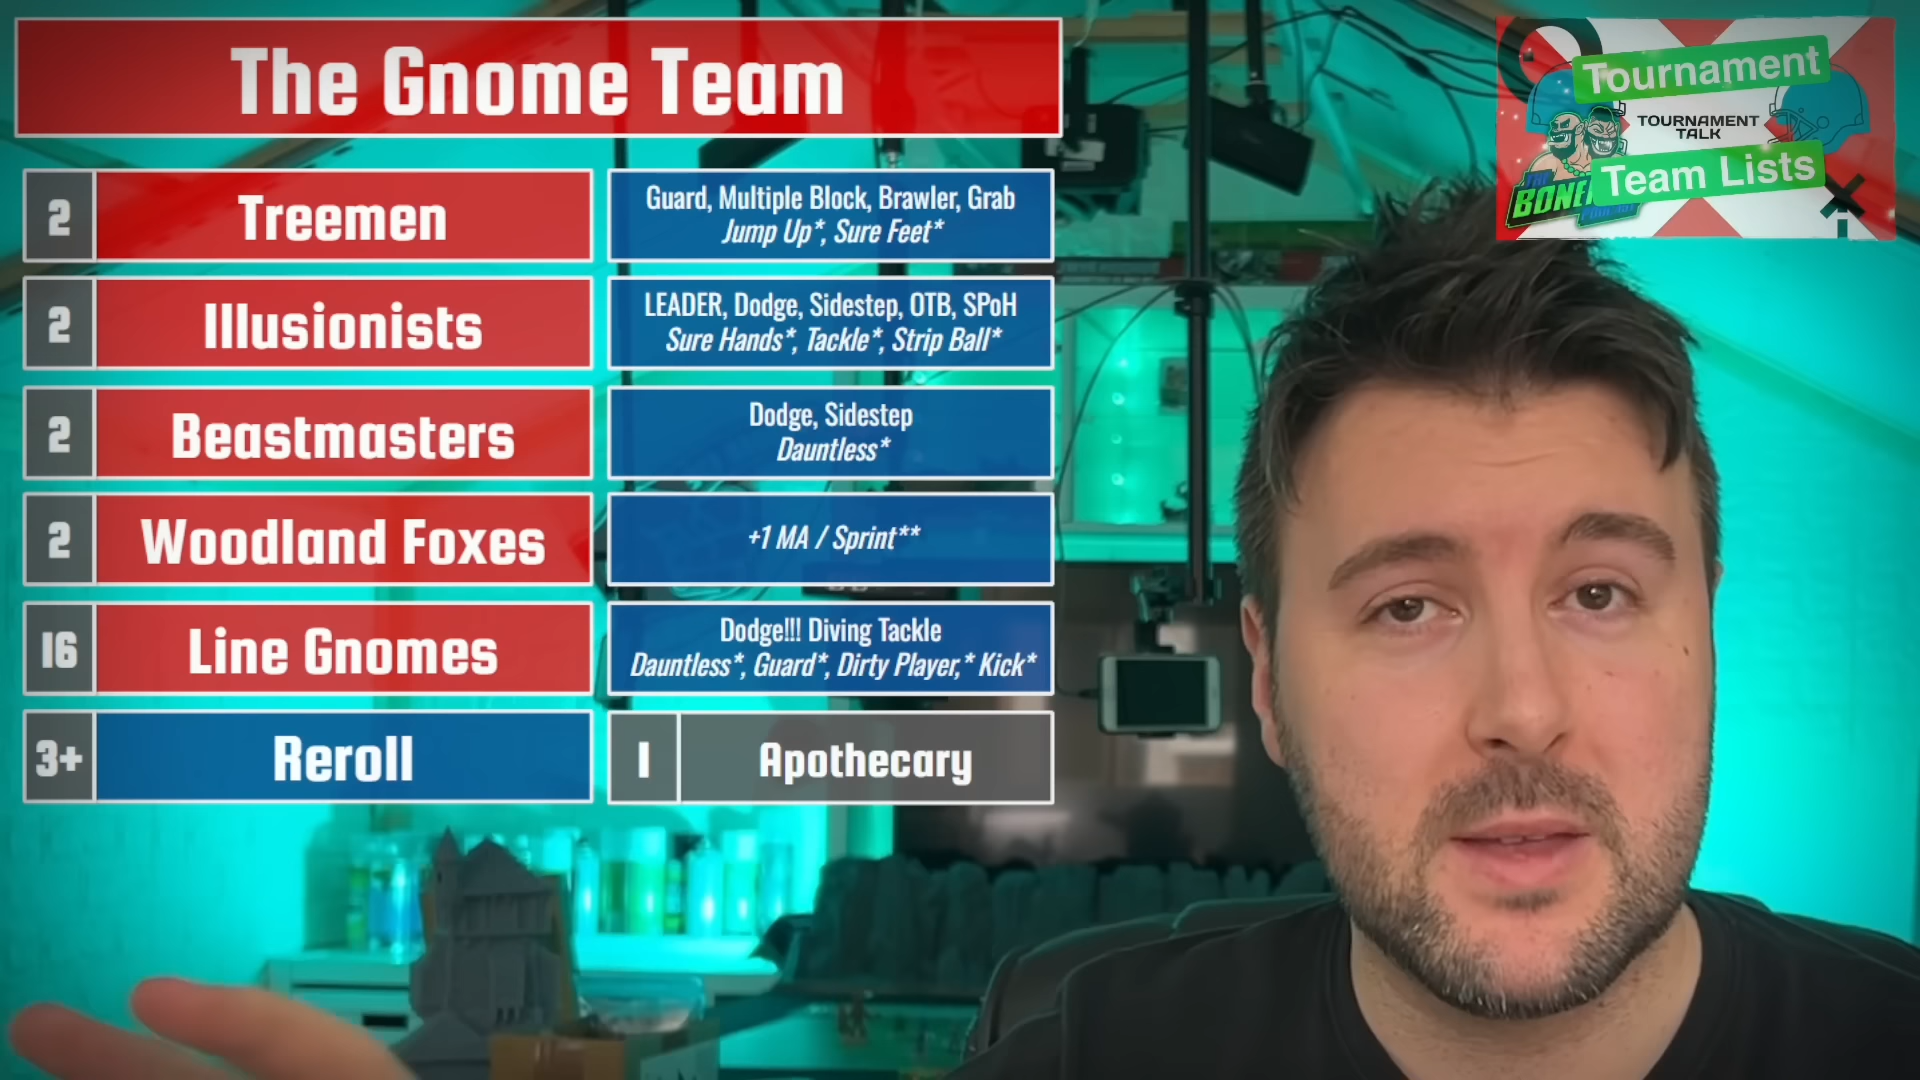 The Gnome Team
2
Treemen
Guard, Multiple Block, Brawler, Grab
Jump Up*, Sure Feet*
2
Illusionists
LEADER, Dodge, Sidestep, OTB, SPoH
Sure Hands*, Tackle*, Strip Ball*
2
Beastmasters
Dodge, Sidestep
Dauntless*
2
Woodland Foxes
+1 MA / Sprint**
16
Line Gnomes
Dodge!!! Diving Tackle
Dauntless*, Guard*, Dirty Player,* Kick*
3+
Reroll
1
Apothecary
Tournament
TOURNAMENT
TALK
Team Lists
THE